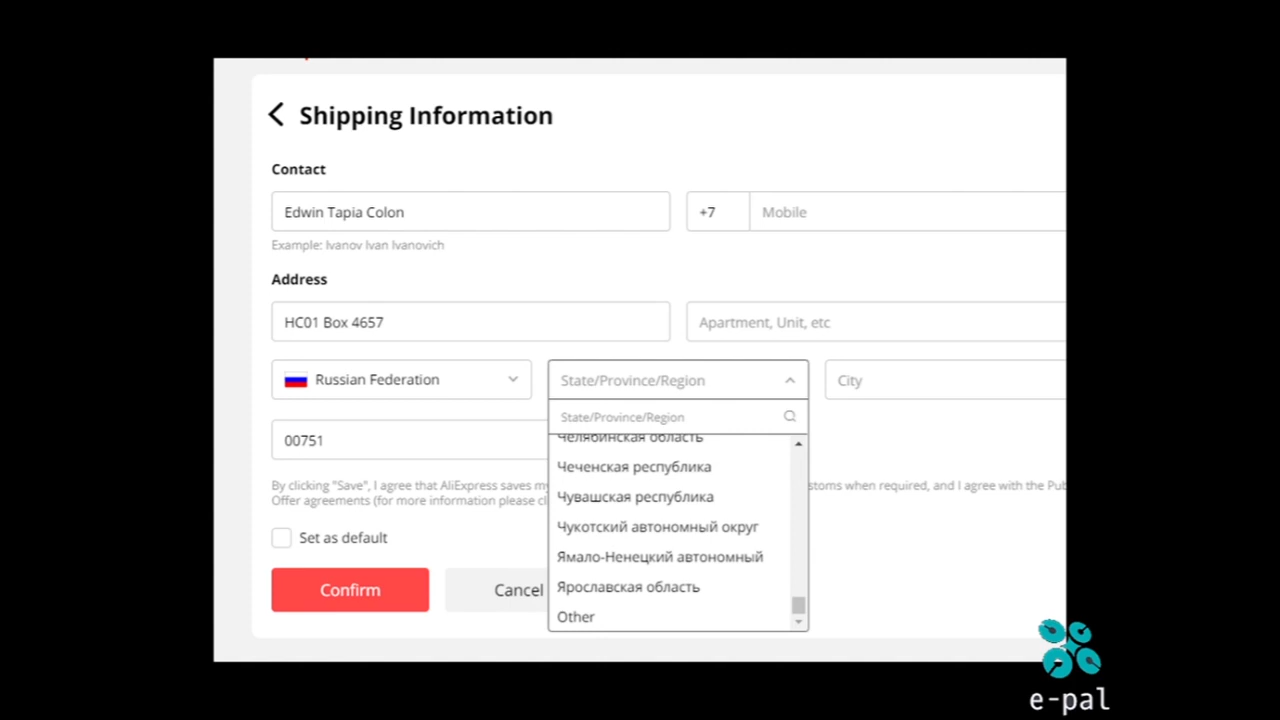 Shipping Information
Contact
Edwin Tapia Colon
+7
Mobile
Example: Ivanov Ivan Ivanovich
Address
HC01 Box 4657
Apartment, Unit, etc
Russian Federation
State/Province/Region
City
State/Province/Region
00751
Челябинская область
Чеченская республика
By clicking "Save", I agree that AliExpress saves my
stoms when required, and I agree with the Pub
Чувашская республика
Offer agreements (for more information please cl
Чукотский автономный округ
Set as default
Ямало-Ненецкий автономный
Ярославская область
Confirm
Cancel
Other
e-pal